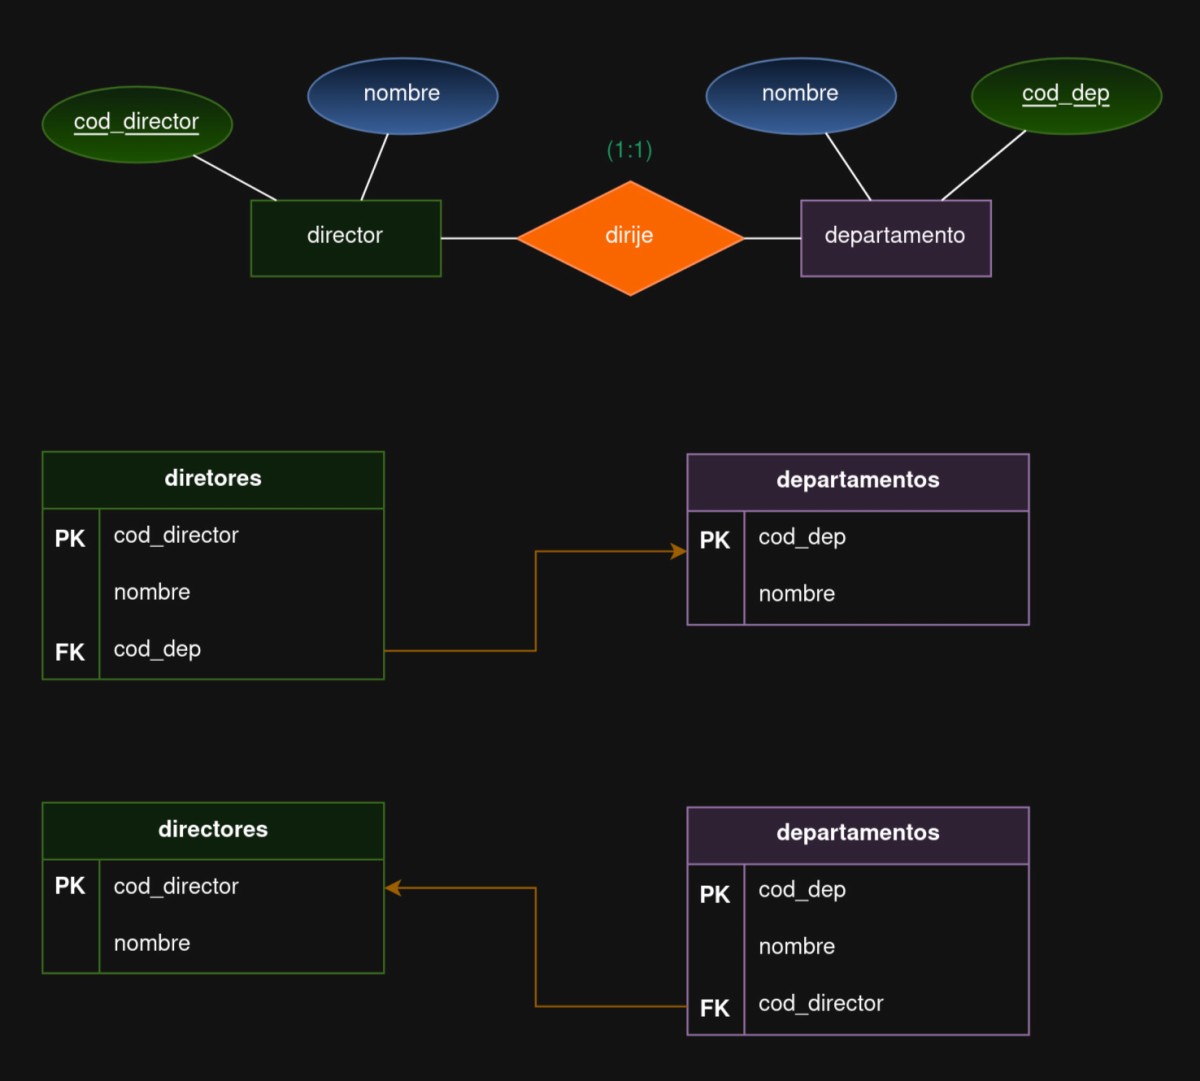 cod_director
nombre
nombre
cod_dep
(1:1)
director
dirije
departamento
diretores
PK cod_director
nombre
FK cod_dep
departamentos
PK cod_dep
nombre
directores
PK cod_director
nombre
departamentos
PK cod_dep
nombre
FK cod_director